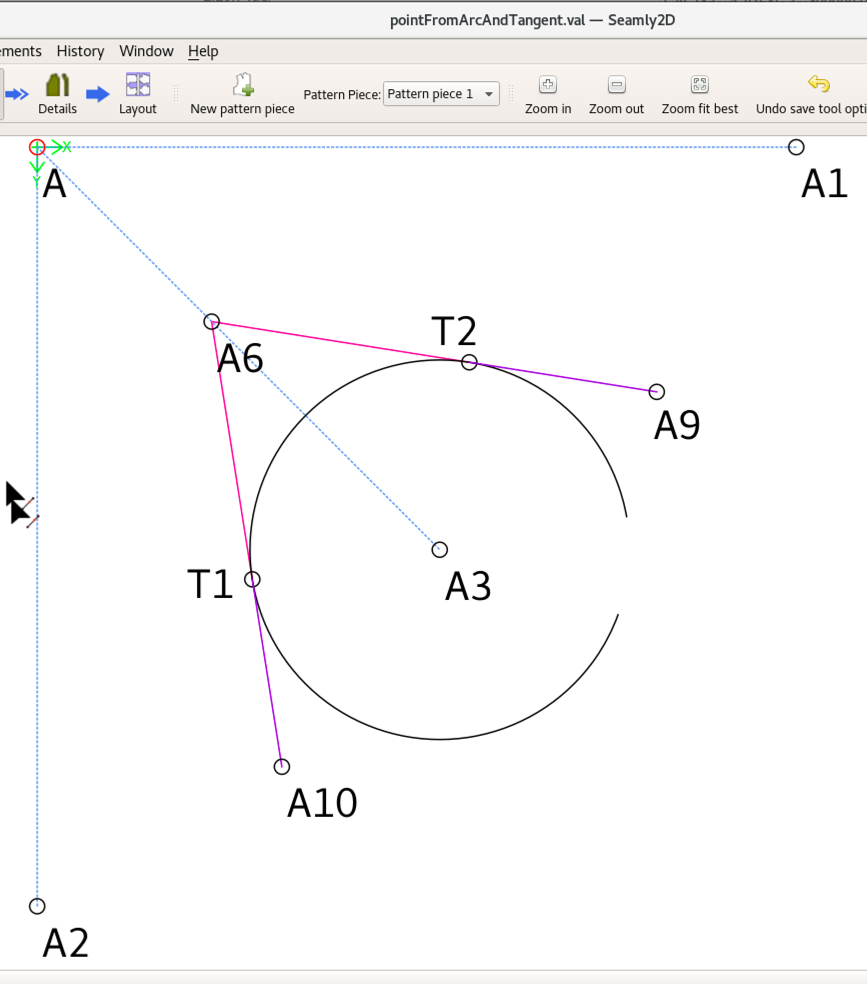 pointFromArcAndTangent.val — Seamly2D
ements History Window Help
Details Layout New pattern piece Pattern Piece: Pattern piece 1 Zoom in Zoom out Zoom fit best Undo save tool opti
X
Y
A
A1
T2
A6
A9
T1
A3
A10
A2